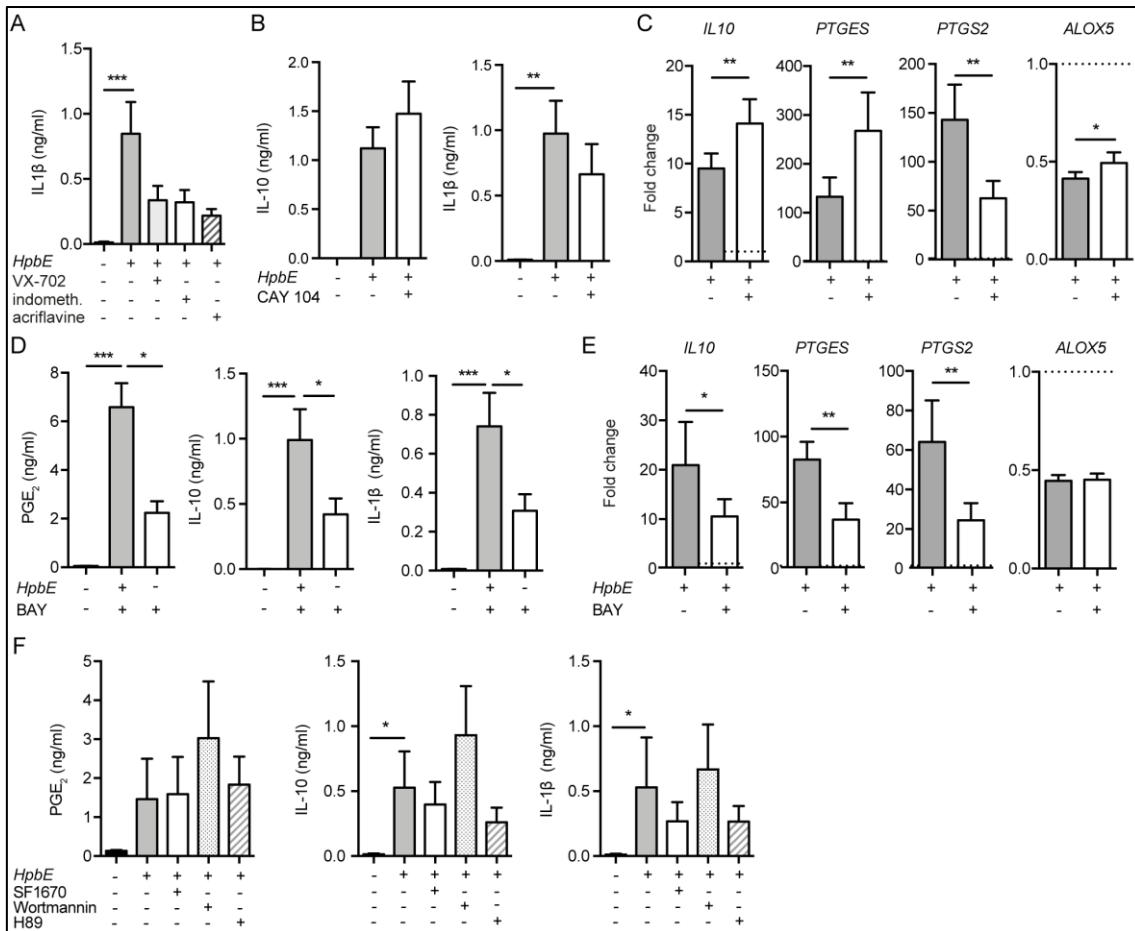 A
IL1β (ng/ml)
1.5
1.0
0.5
0.0
***
HpbE - + + + +
VX-702 - - + - -
indometh. - - - + -
acriflavine - - - - +
B
IL-10 (ng/ml)
2.0
1.5
1.0
0.5
0.0
HpbE - + +
CAY 104 - - +
IL1β (ng/ml)
1.5
1.0
0.5
0.0
**
- + +
- - +
C
Fold change
IL10
20
15
10
5
0
**
+ +
- +
PTGES
400
300
200
100
0
**
+ +
- +
PTGS2
200
150
100
50
0
**
+ +
- +
ALOX5
1.0
0.5
0.0
*
+ +
- +
D
PGE2 (ng/ml)
8
6
4
2
0
*** *
HpbE - + -
BAY - + +
IL-10 (ng/ml)
1.5
1.0
0.5
0.0
*** *
- + -
- + +
IL-1β (ng/ml)
1.0
0.8
0.6
0.4
0.2
0.0
*** *
- + -
- + +
E
Fold change
IL10
40
30
20
10
0
*
HpbE + +
BAY - +
PTGES
150
100
50
0
**
+ +
- +
PTGS2
100
80
60
40
20
0
**
+ +
- +
ALOX5
1.0
0.5
0.0
+ +
- +
F
PGE2 (ng/ml)
5
4
3
2
1
0
HpbE - + + + +
SF1670 - - + - -
Wortmannin - - - + -
H89 - - - - +
IL-10 (ng/ml)
1.5
1.0
0.5
0.0
*
- + + + +
- - + - -
- - - + -
- - - - +
IL-1β (ng/ml)
1.5
1.0
0.5
0.0
*
- + + + +
- - + - -
- - - + -
- - - - +